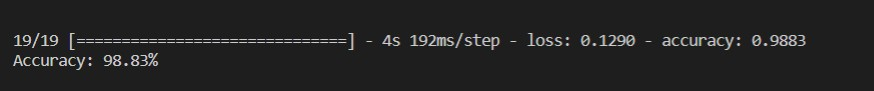 19/19 [==============================] - 4s 192ms/step - loss: 0.1290 - accuracy: 0.9883
Accuracy: 98.83%